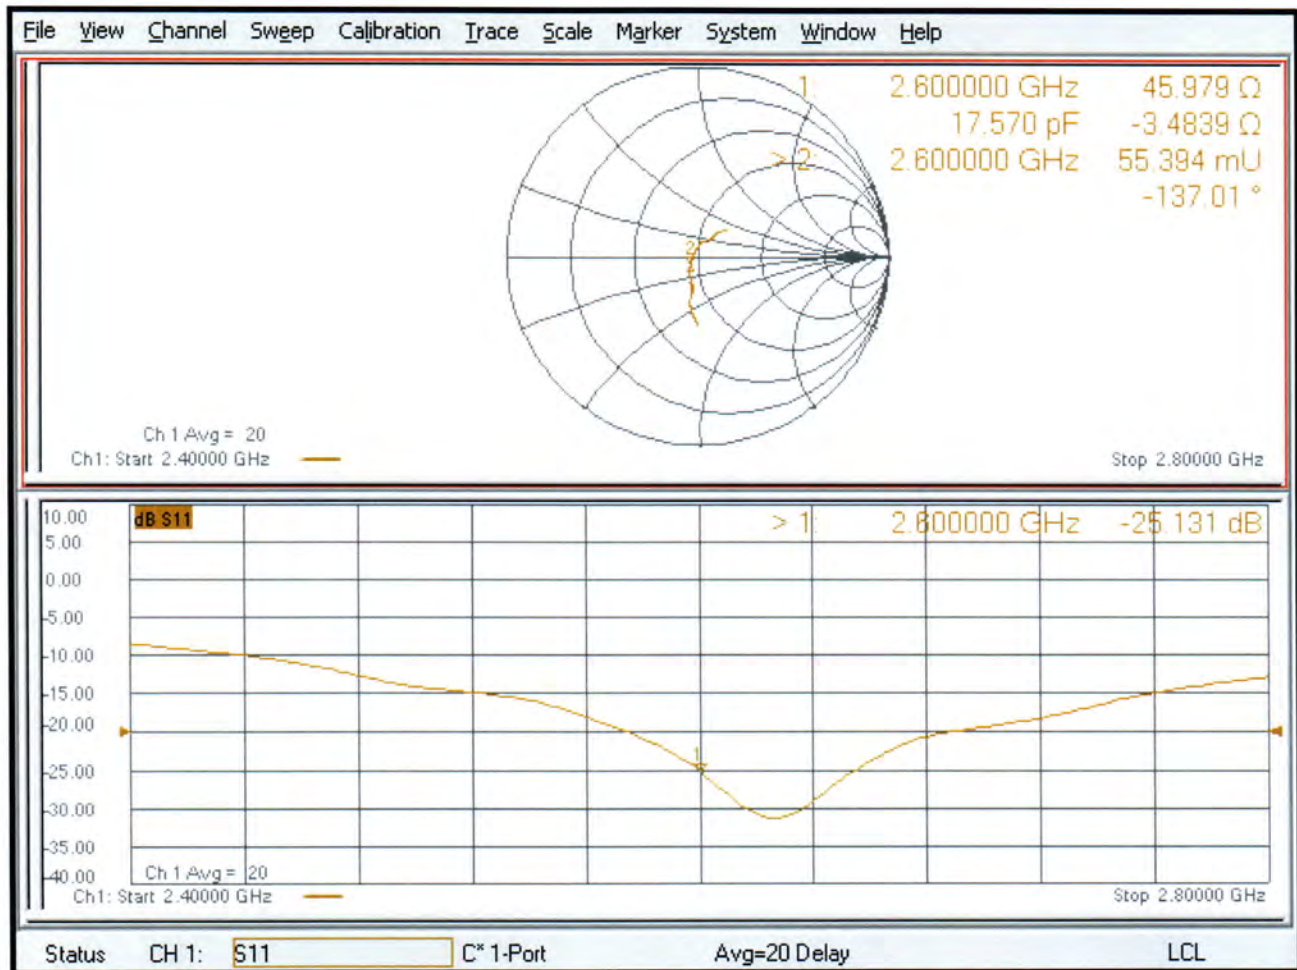 File View Channel Sweep Calibration Trace Scale Marker System Window Help
1: 2.600000 GHz 45.979 Ω
17.570 pF -3.4839 Ω
> 2: 2.600000 GHz 55.394 mU
-137.01 °
2
Ch 1 Avg = 20
Ch1: Start 2.40000 GHz
Stop 2.80000 GHz
dB S11
> 1: 2.600000 GHz -25.131 dB
10.00
5.00
0.00
-5.00
-10.00
-15.00
-20.00
-25.00
-30.00
-35.00
-40.00
1
Ch 1 Avg = 20
Ch1: Start 2.40000 GHz
Stop 2.80000 GHz
Status CH 1: S11 C* 1-Port Avg=20 Delay LCL